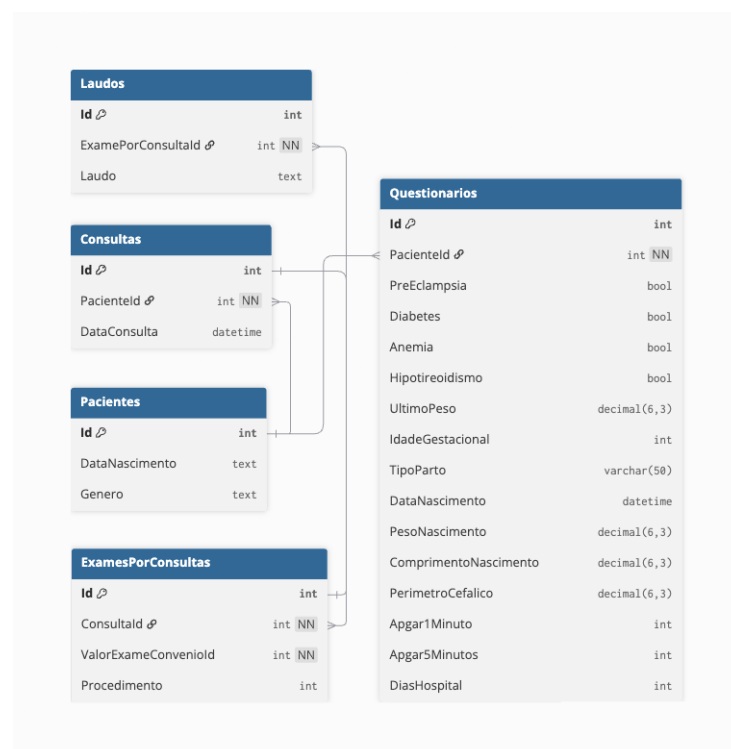 Laudos
Id int
ExamePorConsultaId int NN
Laudo text
Consultas
Id int
PacienteId int NN
DataConsulta datetime
Pacientes
Id int
DataNascimento text
Genero text
ExamesPorConsultas
Id int
ConsultaId int NN
ValorExameConvenioId int NN
Procedimento int
Questionarios
Id int
PacienteId int NN
PreEclampsia bool
Diabetes bool
Anemia bool
Hipotireoidismo bool
UltimoPeso decimal(6,3)
IdadeGestacional int
TipoParto varchar(50)
DataNascimento datetime
PesoNascimento decimal(6,3)
ComprimentoNascimento decimal(6,3)
PerimetroCefalico decimal(6,3)
Apgar1Minuto int
Apgar5Minutos int
DiasHospital int